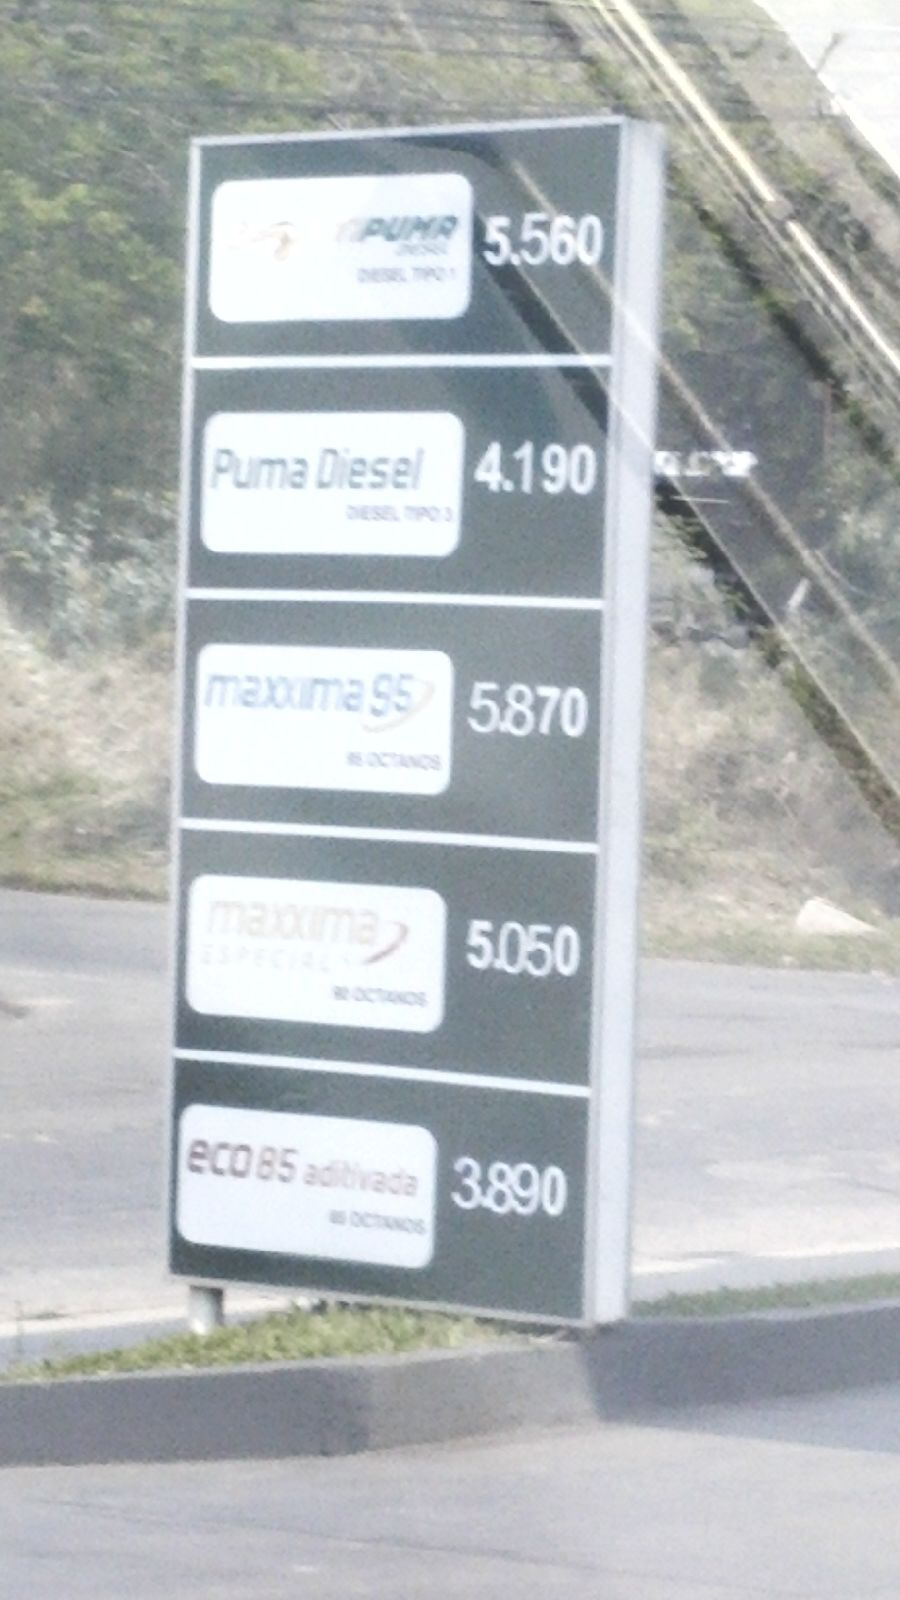 PUMA
DIESEL
DIESEL TIPO 1
5.560
Puma Diesel
DIESEL TIPO 3
4.190
maxxima 95
95 OCTANOS
5.870
maxxima
ESPECIAL
90 OCTANOS
5.050
eco 85 aditivada
85 OCTANOS
3.890